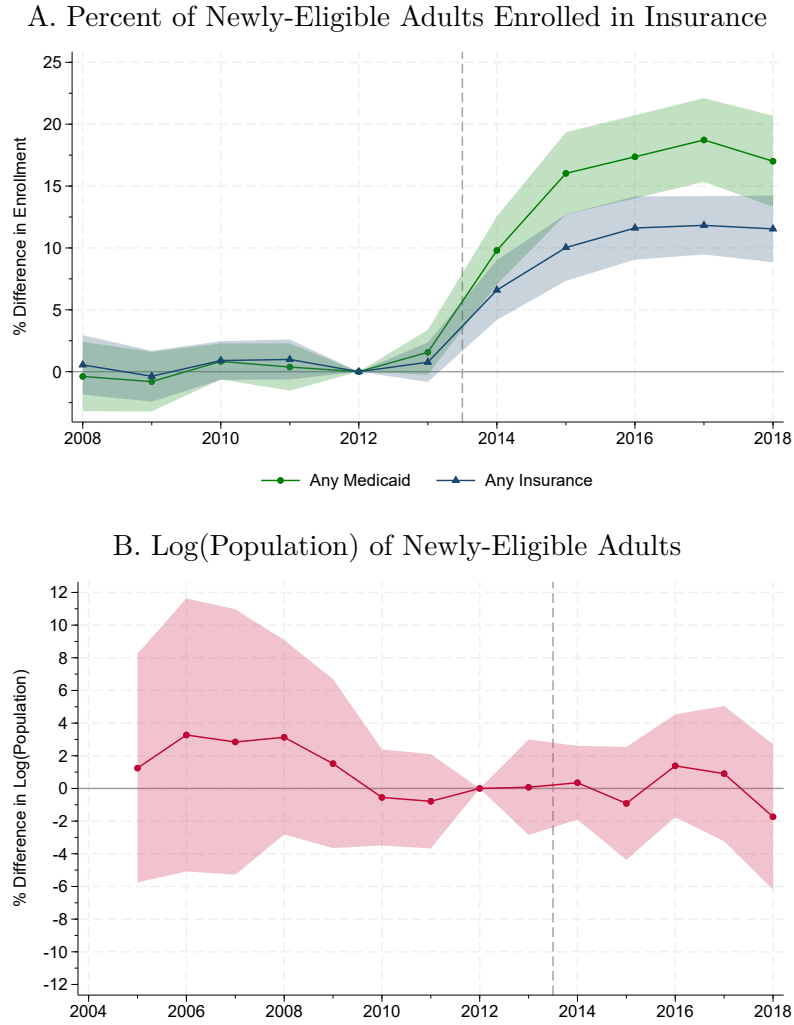 A. Percent of Newly-Eligible Adults Enrolled in Insurance
% Difference in Enrollment
25
20
15
10
5
0
2008 2010 2012 2014 2016 2018
Any Medicaid Any Insurance
B. Log(Population) of Newly-Eligible Adults
% Difference in Log(Population)
12
10
8
6
4
2
0
-2
-4
-6
-8
-10
-12
2004 2006 2008 2010 2012 2014 2016 2018